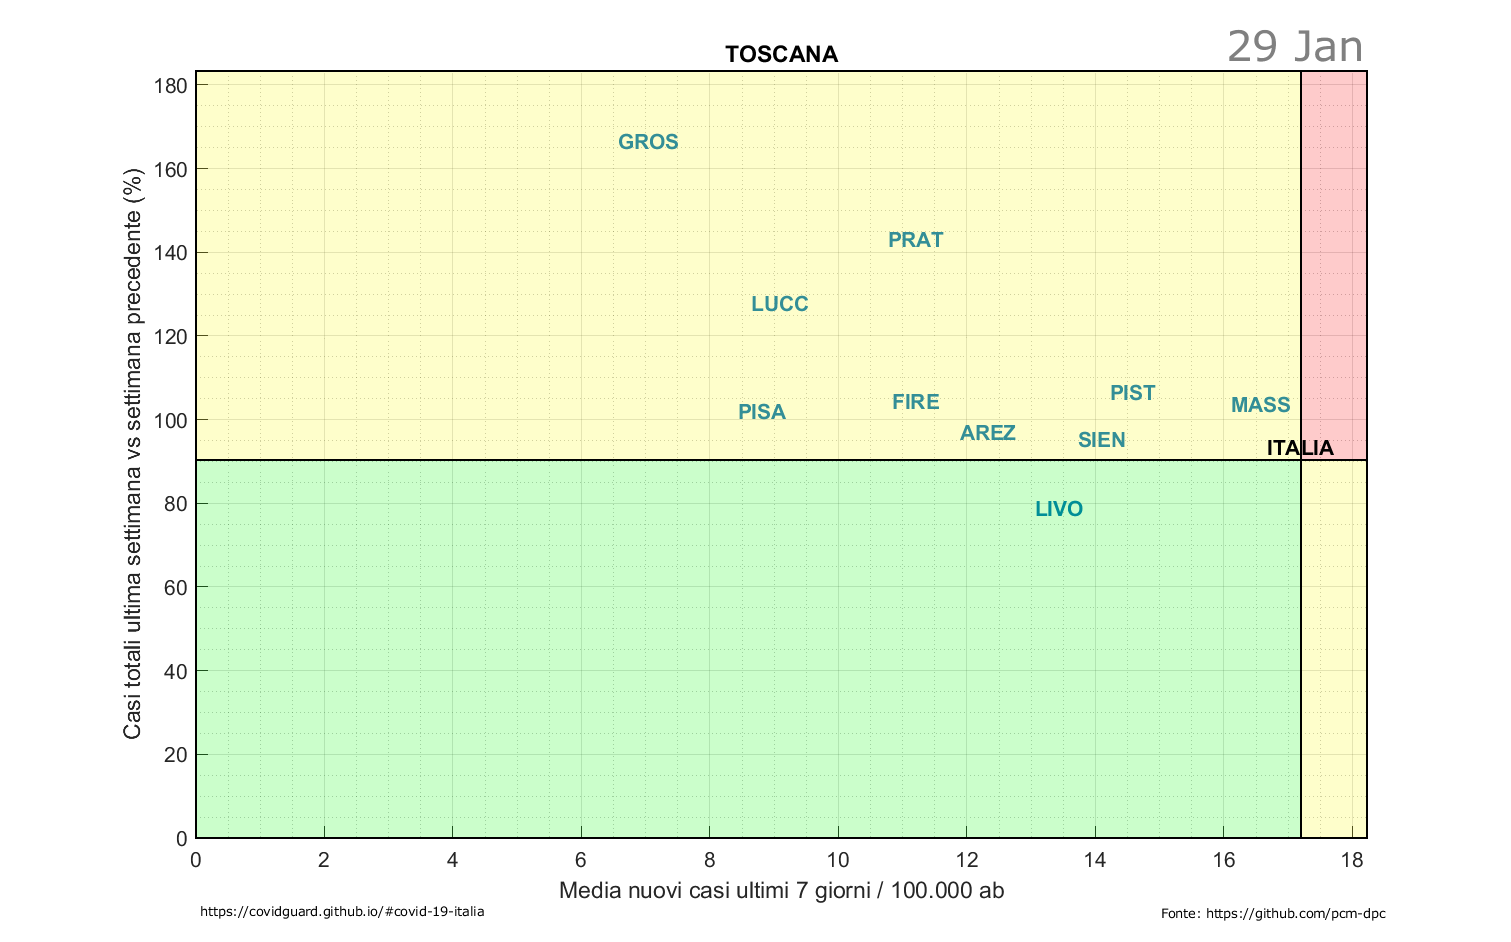 29 Jan
TOSCANA
Casi totali ultima settimana vs settimana precedente (%)
180
160
140
120
100
80
60
40
20
0
GROS
PRAT
LUCC
PIST
FIRE
MASS
PISA
AREZ
SIEN
ITALIA
LIVO
0 2 4 6 8 10 12 14 16 18
Media nuovi casi ultimi 7 giorni / 100.000 ab
https://covidguard.github.io/#covid-19-italia
Fonte: https://github.com/pcm-dpc